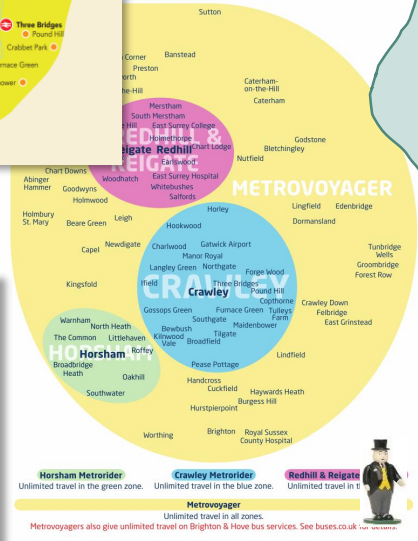 Three Bridges
Pound Hill
Crabbet Park
Furnace Green
Sutton
Corner
Banstead
Preston
the-Hill
Caterham-
on-the-Hill
Caterham
Merstham
South Merstham
Hill
East Surrey College
Holmethorpe
REDHILL &
REIGATE
Reigate
Redhill
Chart Lodge
Earlswood
Nutfield
Godstone
Bletchingley
Chart Downs
Woodhatch
East Surrey Hospital
Whitebushes
Salfords
METROVOYAGER
Abinger
Hammer
Goodwyns
Holmwood
Holmbury
St. Mary
Beare Green
Leigh
Horley
Hookwood
Lingfield
Edenbridge
Dormansland
Capel
Newdigate
Charlwood
Gatwick Airport
Manor Royal
Tunbridge
Wells
Groombridge
Forest Row
Langley Green
Northgate
Forge Wood
Kingsfold
Ifield
CRAWLEY
Three Bridges
Crawley
Pound Hill
Copthorne
Crawley Down
Felbridge
East Grinstead
Gossops Green
Furnace Green
Tulleys
Farm
Southgate
Maidenbower
Bewbush
Tilgate
Kilnwood
Vale
Broadfield
Warnham
North Heath
The Common
Littlehaven
HORSHAM
Horsham
Roffey
Broadbridge
Heath
Oakhill
Southwater
Pease Pottage
Lindfield
Handcross
Cuckfield
Haywards Heath
Burgess Hill
Hurstpierpoint
Worthing
Brighton
Royal Sussex
County Hospital
Horsham Metrorider
Unlimited travel in the green zone.
Crawley Metrorider
Unlimited travel in the blue zone.
Redhill & Reigate
Unlimited travel in
Metrovoyager
Unlimited travel in all zones.
Metrovoyagers also give unlimited travel on Brighton & Hove bus services. See buses.co.uk for details.